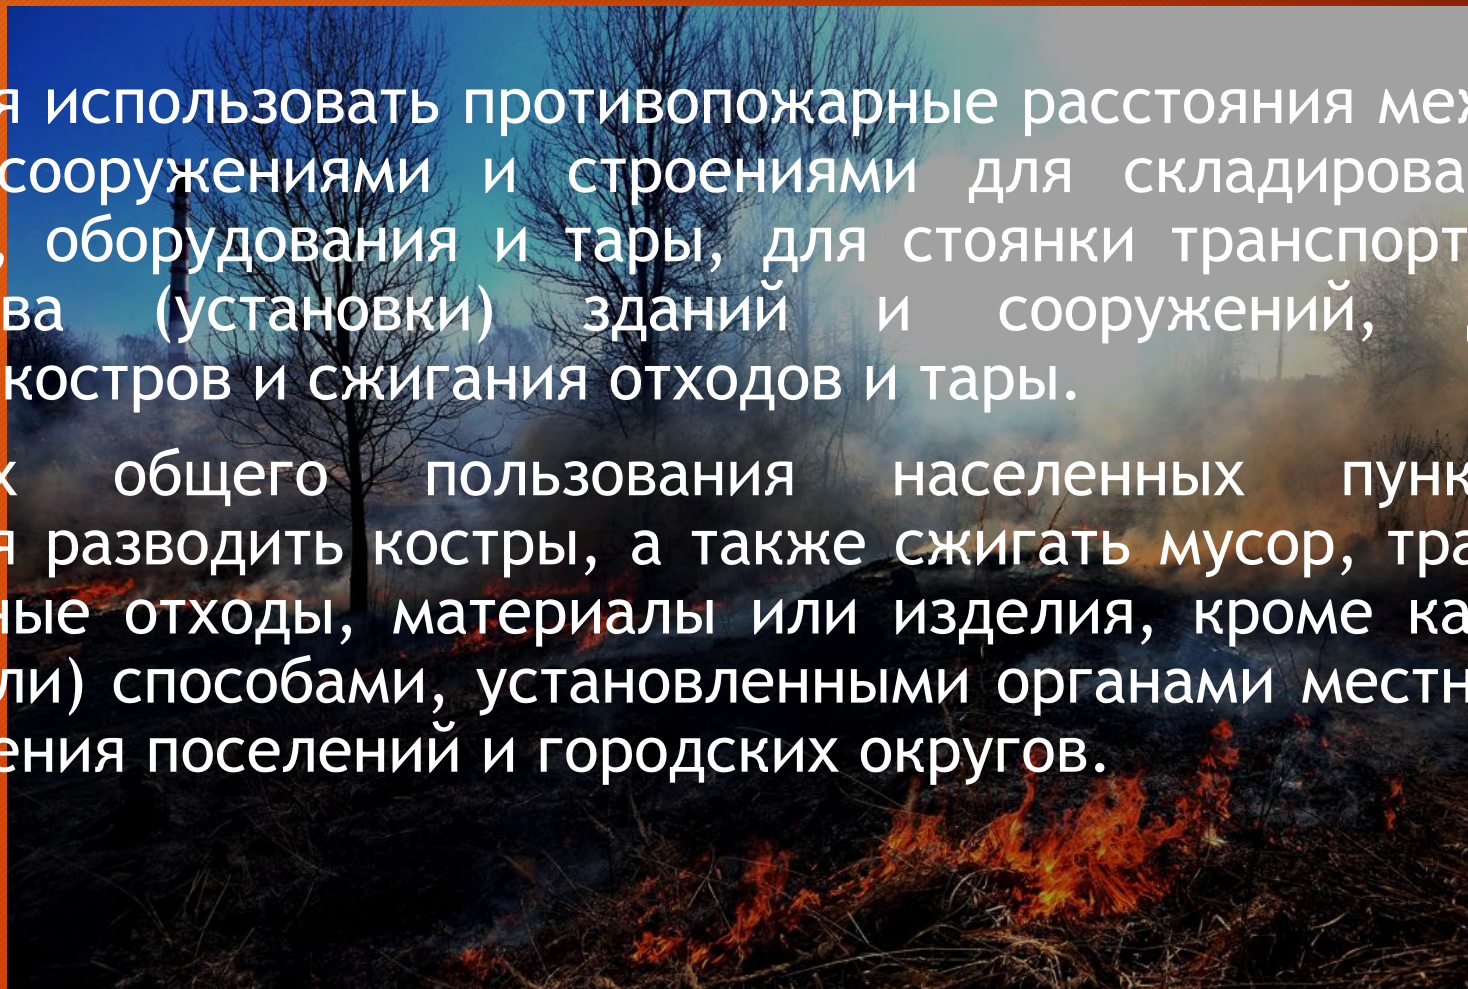 я использовать противопожарные расстояния меж
сооружениями и строениями для складирова
, оборудования и тары, для стоянки транспорт
ва (установки) зданий и сооружений,
костров и сжигания отходов и тары.
х общего пользования населенных пунк
я разводить костры, а также сжигать мусор, тра
ные отходы, материалы или изделия, кроме ка
ли) способами, установленными органами местн
ения поселений и городских округов.